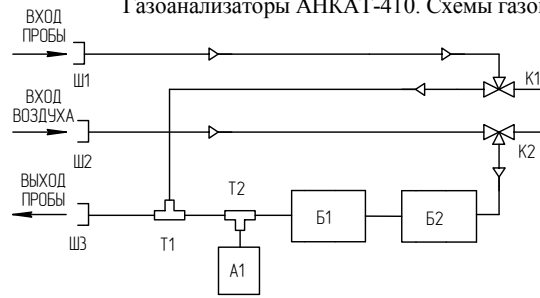 Газоанализаторы АНКАТ-410. Схемы газо
ВХОД
ПРОБЫ
Ш1
К1
ВХОД
ВОЗДУХА
Ш2
К2
ВЫХОД
ПРОБЫ
Ш3
Т1
Т2
А1
Б1
Б2